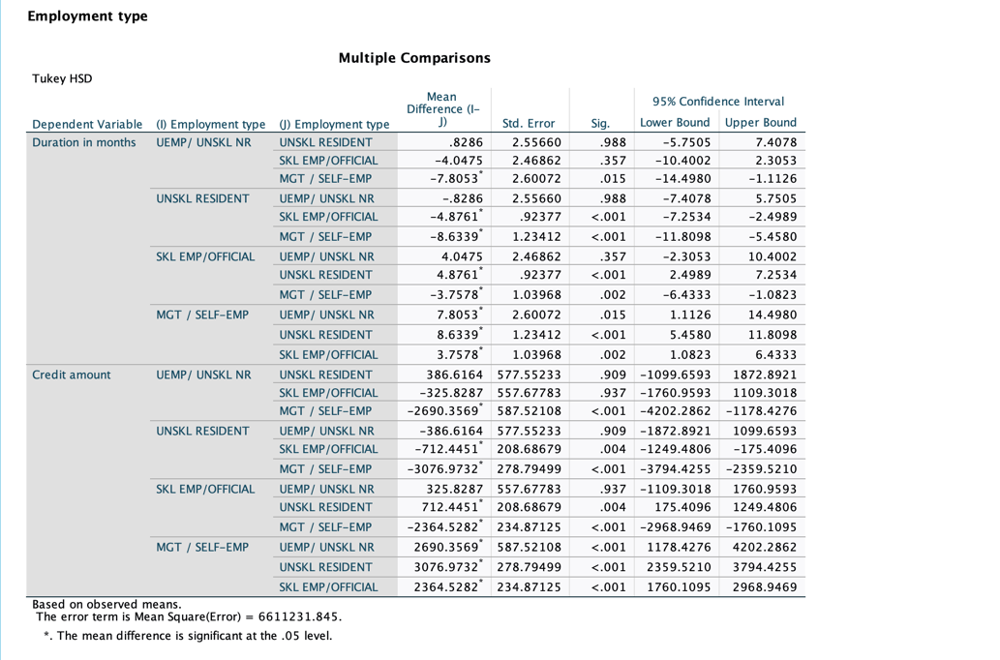 Employment type
Multiple Comparisons
Tukey HSD
Dependent Variable (I) Employment type (J) Employment type Mean Difference (I-J) Std. Error Sig. 95% Confidence Interval Lower Bound Upper Bound
Duration in months UEMP/ UNSKL NR UNSKL RESIDENT .8286 2.55660 .988 -5.7505 7.4078
SKL EMP/OFFICIAL -4.0475 2.46862 .357 -10.4002 2.3053
MGT / SELF-EMP -7.8053* 2.60072 .015 -14.4980 -1.1126
UNSKL RESIDENT UEMP/ UNSKL NR -.8286 2.55660 .988 -7.4078 5.7505
SKL EMP/OFFICIAL -4.8761* .92377 <.001 -7.2534 -2.4989
MGT / SELF-EMP -8.6339* 1.23412 <.001 -11.8098 -5.4580
SKL EMP/OFFICIAL UEMP/ UNSKL NR 4.0475 2.46862 .357 -2.3053 10.4002
UNSKL RESIDENT 4.8761* .92377 <.001 2.4989 7.2534
MGT / SELF-EMP -3.7578* 1.03968 .002 -6.4333 -1.0823
MGT / SELF-EMP UEMP/ UNSKL NR 7.8053* 2.60072 .015 1.1126 14.4980
UNSKL RESIDENT 8.6339* 1.23412 <.001 5.4580 11.8098
SKL EMP/OFFICIAL 3.7578* 1.03968 .002 1.0823 6.4333
Credit amount UEMP/ UNSKL NR UNSKL RESIDENT 386.6164 577.55233 .909 -1099.6593 1872.8921
SKL EMP/OFFICIAL -325.8287 557.67783 .937 -1760.9593 1109.3018
MGT / SELF-EMP -2690.3569* 587.52108 <.001 -4202.2862 -1178.4276
UNSKL RESIDENT UEMP/ UNSKL NR -386.6164 577.55233 .909 -1872.8921 1099.6593
SKL EMP/OFFICIAL -712.4451* 208.68679 .004 -1249.4806 -175.4096
MGT / SELF-EMP -3076.9732* 278.79499 <.001 -3794.4255 -2359.5210
SKL EMP/OFFICIAL UEMP/ UNSKL NR 325.8287 557.67783 .937 -1109.3018 1760.9593
UNSKL RESIDENT 712.4451* 208.68679 .004 175.4096 1249.4806
MGT / SELF-EMP -2364.5282* 234.87125 <.001 -2968.9469 -1760.1095
MGT / SELF-EMP UEMP/ UNSKL NR 2690.3569* 587.52108 <.001 1178.4276 4202.2862
UNSKL RESIDENT 3076.9732* 278.79499 <.001 2359.5210 3794.4255
SKL EMP/OFFICIAL 2364.5282* 234.87125 <.001 1760.1095 2968.9469
Based on observed means.
The error term is Mean Square(Error) = 6611231.845.
*. The mean difference is significant at the .05 level.